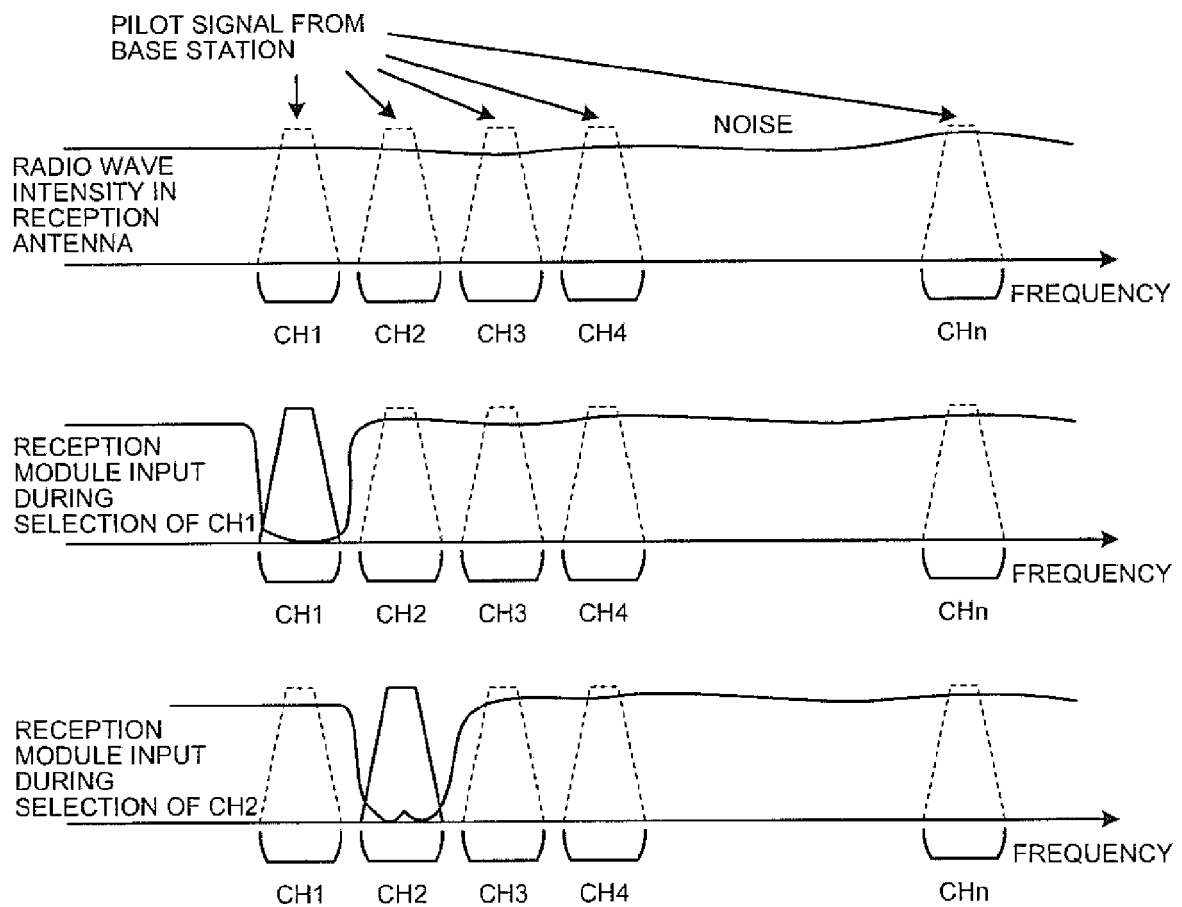 PILOT SIGNAL FROM
BASE STATION
NOISE
RADIO WAVE
INTENSITY IN
RECEPTION
ANTENNA
FREQUENCY
CH1 CH2 CH3 CH4 CHn
RECEPTION
MODULE INPUT
DURING
SELECTION OF CH1
FREQUENCY
CH1 CH2 CH3 CH4 CHn
RECEPTION
MODULE INPUT
DURING
SELECTION OF CH2
FREQUENCY
CH1 CH2 CH3 CH4 CHn